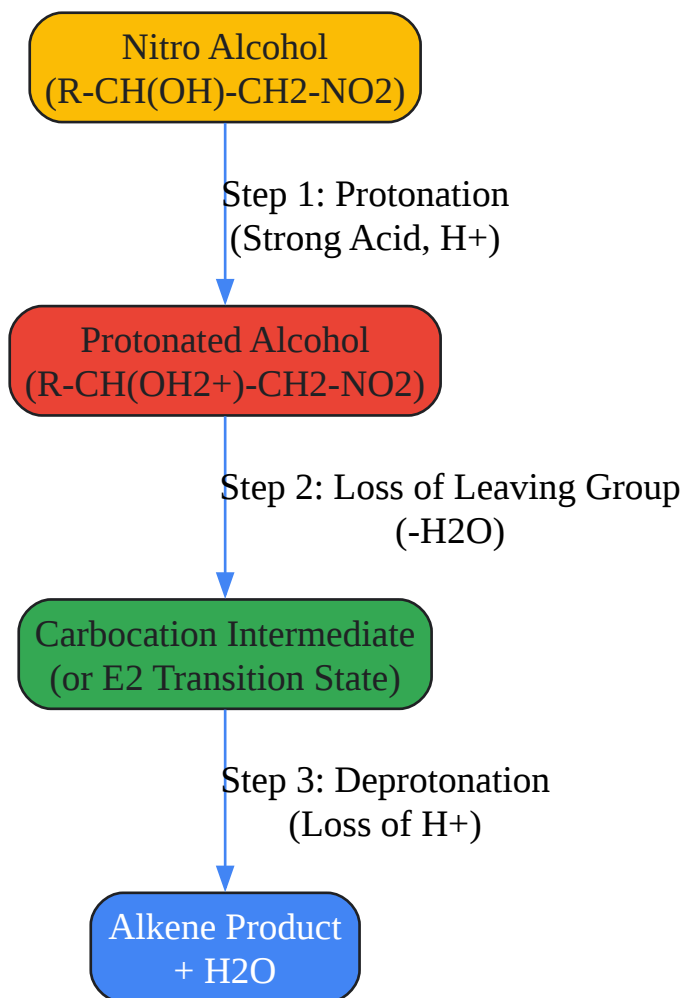 Nitro Alcohol
(R-CH(OH)-CH2-NO2)
Step 1: Protonation
(Strong Acid, H+)
Protonated Alcohol
(R-CH(OH2+)-CH2-NO2)
Step 2: Loss of Leaving Group
(-H2O)
Carbocation Intermediate
(or E2 Transition State)
Step 3: Deprotonation
(Loss of H+)
Alkene Product
+ H2O